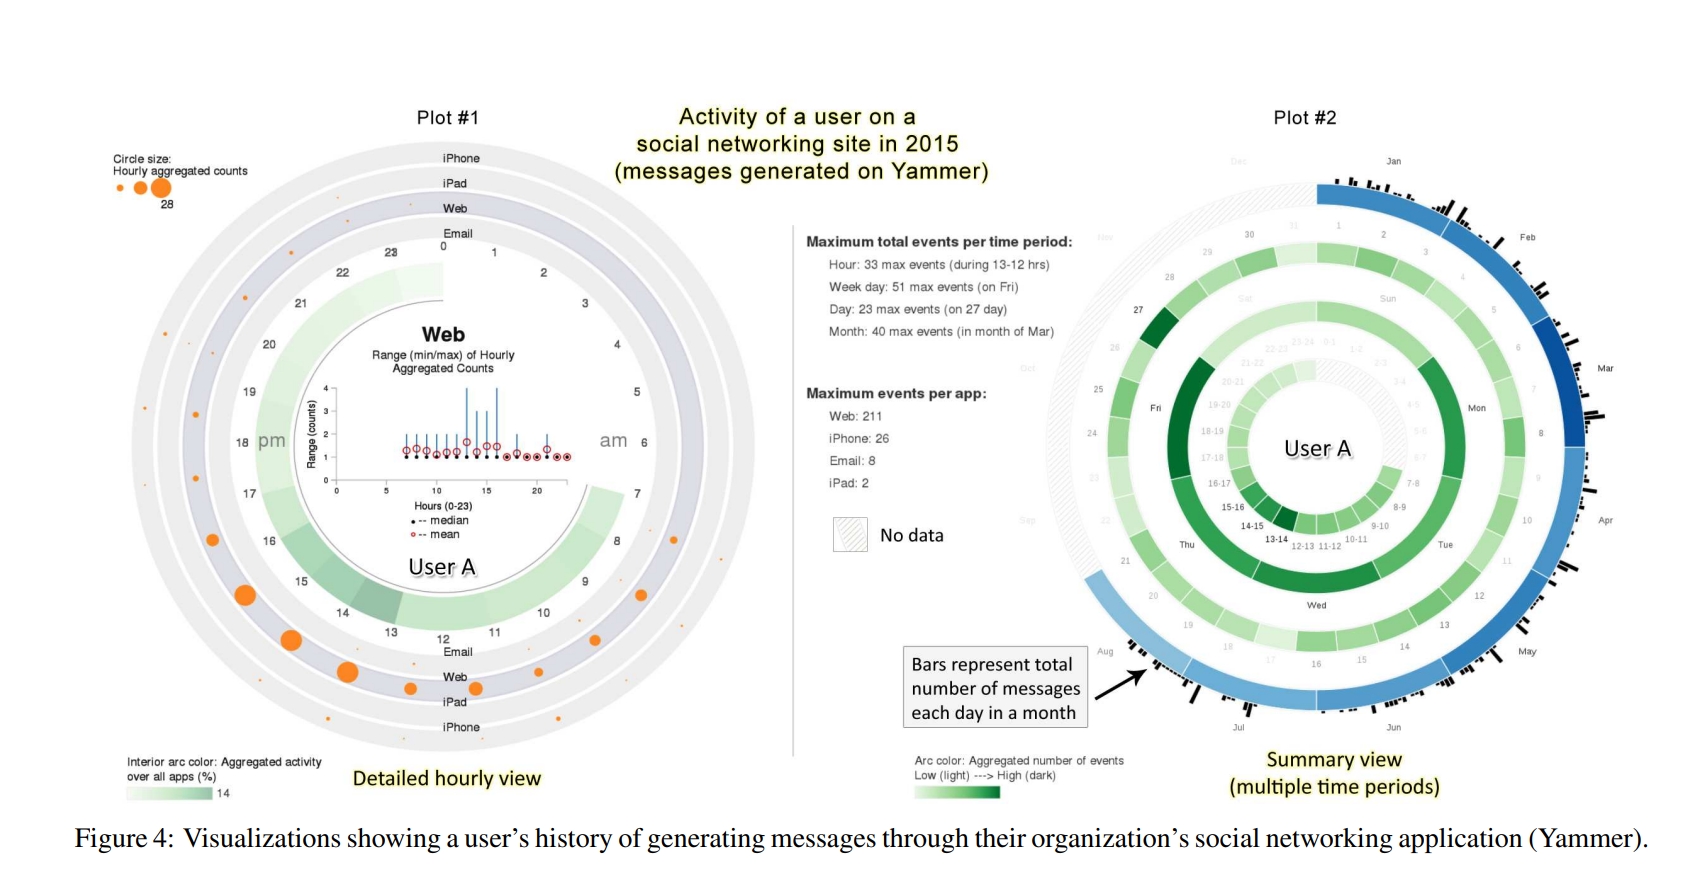 Plot #1
Activity of a user on a
social networking site in 2015
(messages generated on Yammer)
Plot #2
Circle size:
Hourly aggregated counts
28
iPhone
iPad
Web
Email
0
1
2
3
4
5
am 6
7
8
9
10
11
12
13
14
15
16
17
18 pm
19
20
21
22
23
Web
Range (min/max) of Hourly
Aggregated Counts
Range (counts)
4
3
2
1
0
0 5 10 15 20
Hours (0-23)
-- median
-- mean
User A
Email
Web
iPad
iPhone
Interior arc color: Aggregated activity
over all apps (%)
14
Detailed hourly view
Maximum total events per time period:
Hour: 33 max events (during 13-12 hrs)
Week day: 51 max events (on Fri)
Day: 23 max events (on 27 day)
Month: 40 max events (in month of Mar)
Maximum events per app:
Web: 211
iPhone: 26
Email: 8
iPad: 2
No data
Bars represent total
number of messages
each day in a month
Arc color: Aggregated number of events
Low (light) ---> High (dark)
Jan
Feb
Mar
Apr
May
Jun
Jul
Aug
Sep
Oct
Nov
Dec
1
2
3
4
5
6
7
8
9
10
11
12
13
14
15
16
17
18
19
20
21
22
23
24
25
26
27
28
29
30
31
Sun
Mon
Tue
Wed
Thu
Fri
Sat
0-1
1-2
2-3
3-4
4-5
5-6
6-7
7-8
8-9
9-10
10-11
11-12
12-13
13-14
14-15
15-16
16-17
17-18
18-19
19-20
20-21
21-22
22-23
23-24
User A
Summary view
(multiple time periods)
Figure 4: Visualizations showing a user's history of generating messages through their organization's social networking application (Yammer).